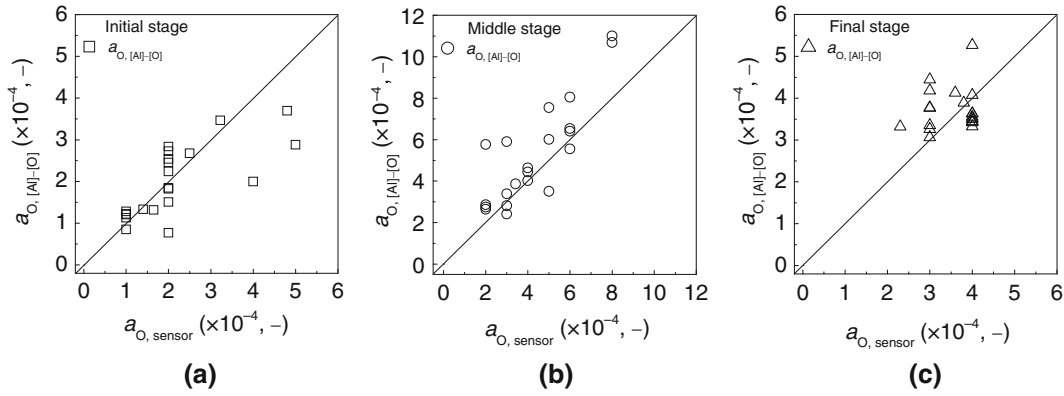 Initial stage
a_O, [Al]–[O]
6
5
4
3
2
1
0
a_O, [Al]–[O] (×10⁻⁴, –)
0 1 2 3 4 5 6
a_O, sensor (×10⁻⁴, –)
(a)
Middle stage
a_O, [Al]–[O]
12
10
8
6
4
2
0
a_O, [Al]–[O] (×10⁻⁴, –)
0 2 4 6 8 10 12
a_O, sensor (×10⁻⁴, –)
(b)
Final stage
a_O, [Al]–[O]
6
5
4
3
2
1
0
a_O, [Al]–[O] (×10⁻⁴, –)
0 1 2 3 4 5 6
a_O, sensor (×10⁻⁴, –)
(c)